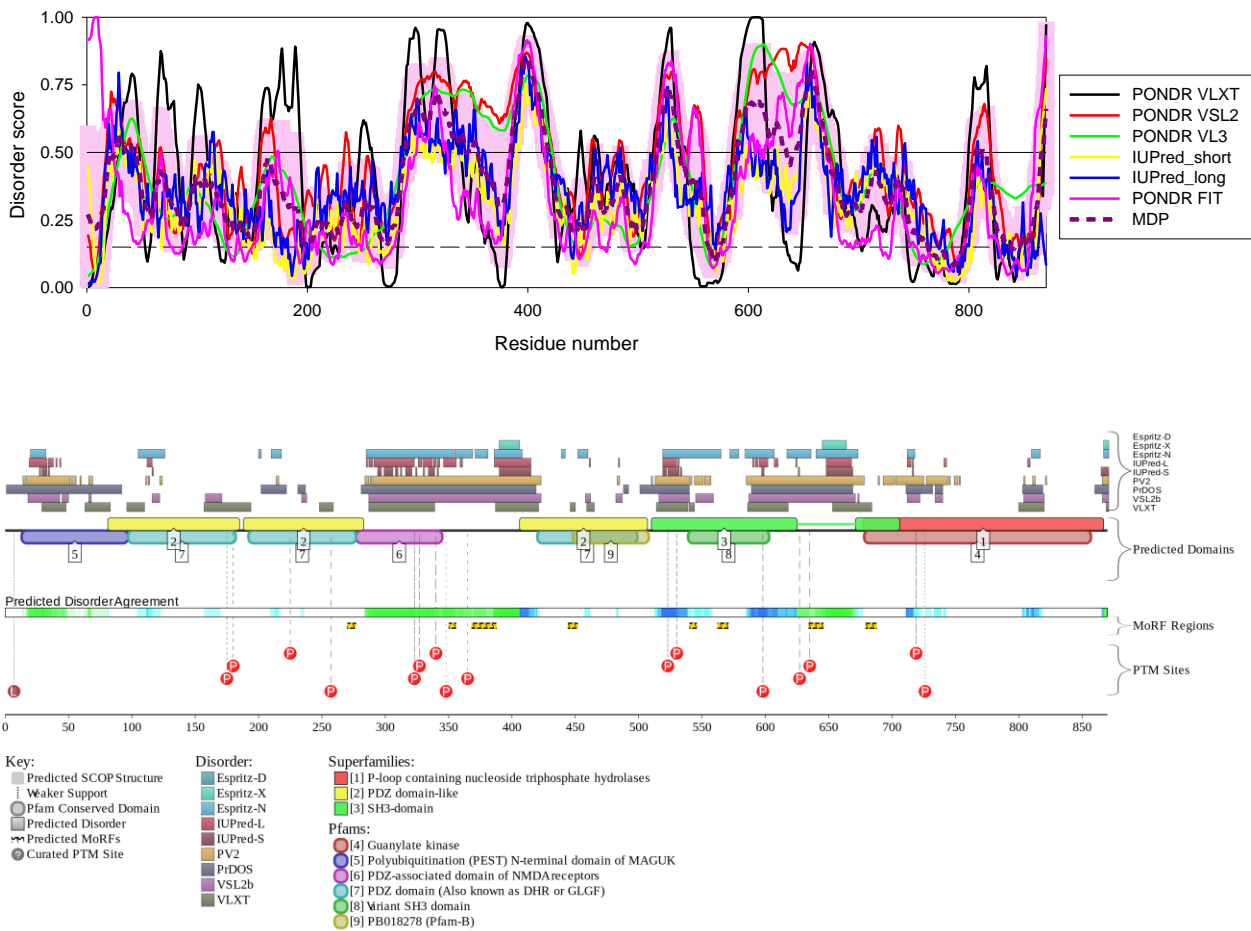 1.00
0.75
0.50
0.25
0.00
Disorder score
0
200
400
600
800
Residue number
PONDR VLXT
PONDR VSL2
PONDR VL3
IUPred_short
IUPred_long
PONDR FIT
MDP
Espritz-D
Espritz-X
Espritz-N
IUPred-L
IUPred-S
PV2
PrDOS
VSL2b
VLXT
5
2
7
2
7
6
2
7
9
3
8
1
4
Predicted Domains
Predicted Disorder Agreement
MoRF Regions
P P P P
P P P P
P P P P
L P P P P
PTM Sites
0 50 100 150 200 250 300 350 400 450 500 550 600 650 700 750 800 850
Key:
Predicted SCOP Structure
Weaker Support
Pfam Conserved Domain
Predicted Disorder
Predicted MoRFs
? Curated PTM Site
Disorder:
Espritz-D
Espritz-X
Espritz-N
IUPred-L
IUPred-S
PV2
PrDOS
VSL2b
VLXT
Superfamilies:
[1] P-loop containing nucleoside triphosphate hydrolases
[2] PDZ domain-like
[3] SH3-domain
Pfams:
[4] Guanylate kinase
[5] Polyubiquitination (PEST) N-terminal domain of MAGUK
[6] PDZ-associated domain of NMDA receptors
[7] PDZ domain (Also known as DHR or GLGF)
[8] Variant SH3 domain
[9] PB018278 (Pfam-B)